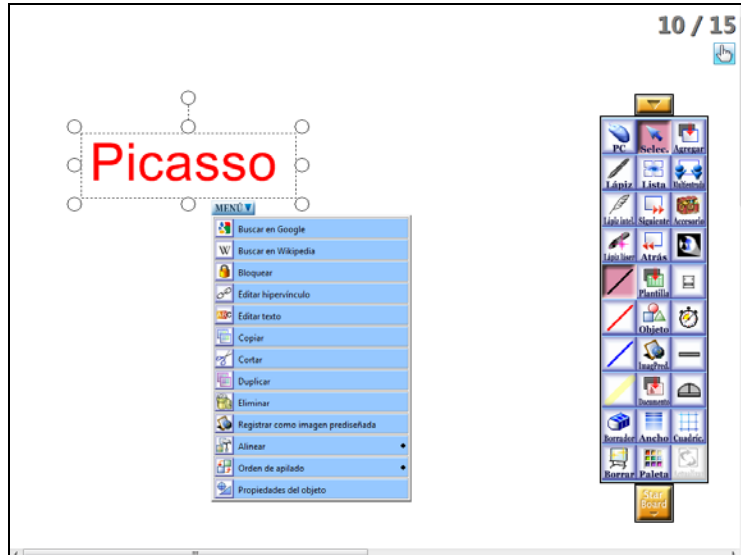 10 / 15
Picasso
MENÚ
Buscar en Google
Buscar en Wikipedia
Bloquear
Editar hipervínculo
Editar texto
Copiar
Cortar
Duplicar
Eliminar
Registrar como imagen prediseñada
Alinear
Orden de apilado
Propiedades del objeto
PC Selec. Agregar
Lápiz Lista
Lápiz intel. Siguiente Accesorio
Lápiz láser Atrás
Plantilla
Objeto
ImagPred.
Documento
Borrador Ancho Cuadríc.
Borrar Paleta
Star
Board